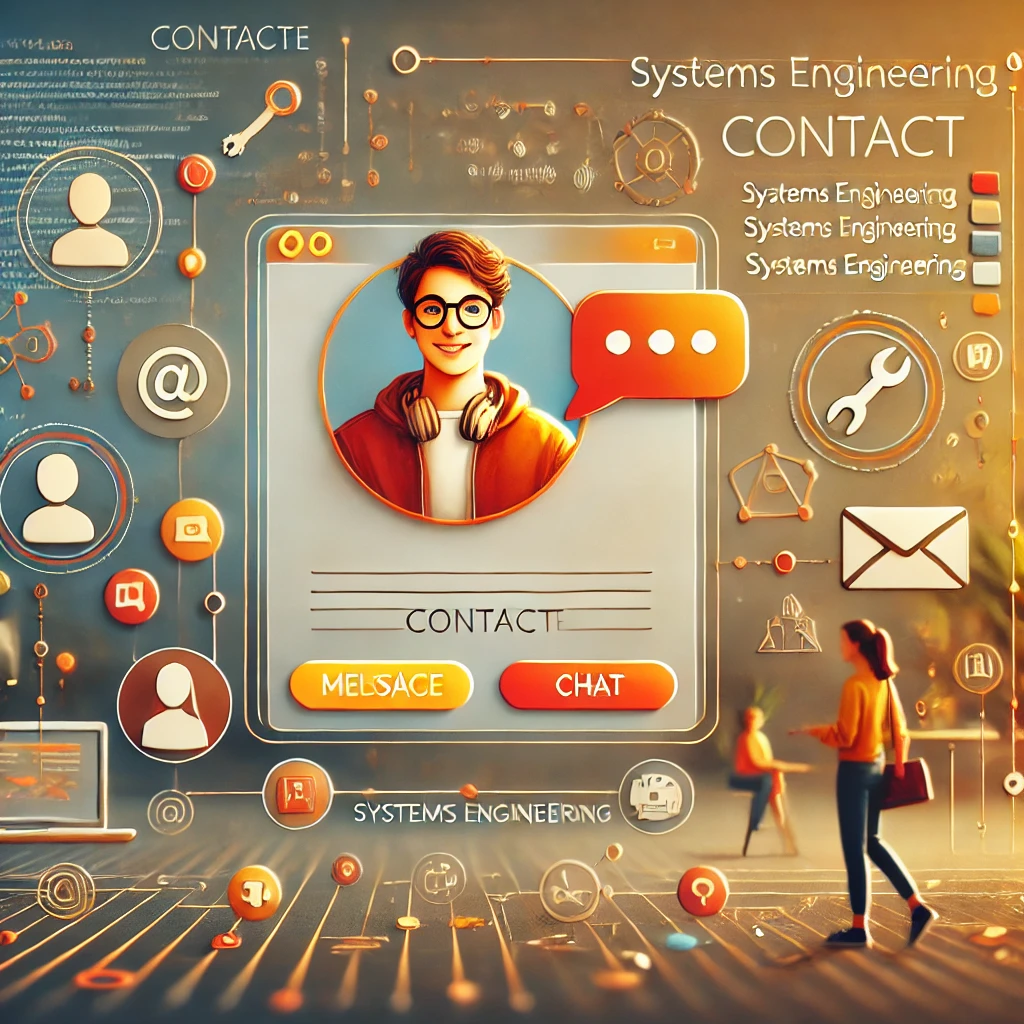 CONTACTE
Systems Engineering
CONTACT
Systems Engineering
Systems Engineering
Systems Engineering
@
CONTACTE
MELSACE
CHAT
@
SYSTEMS ENGINEERING